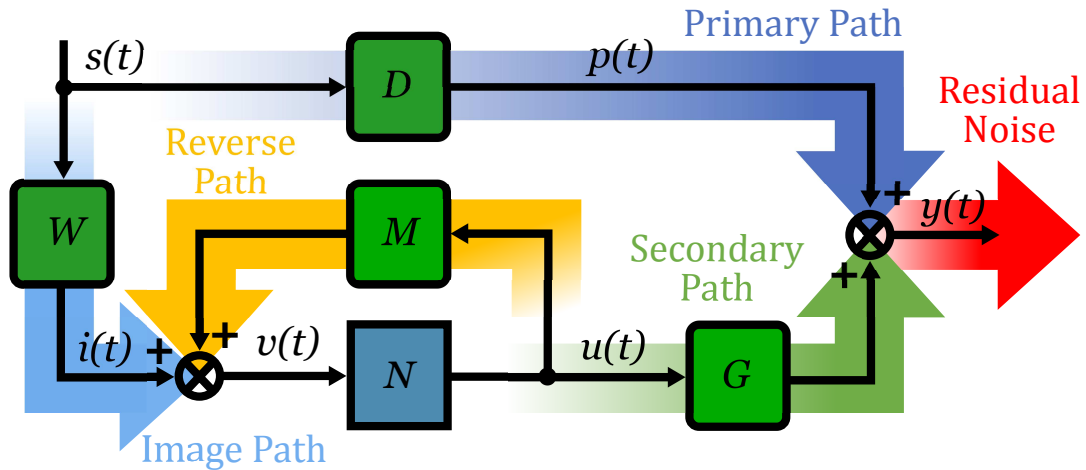 Primary Path
s(t)
D
p(t)
Residual
Noise
Reverse
Path
W
M
+
y(t)
Secondary
Path
+
i(t)
+
+
v(t)
N
u(t)
G
Image Path